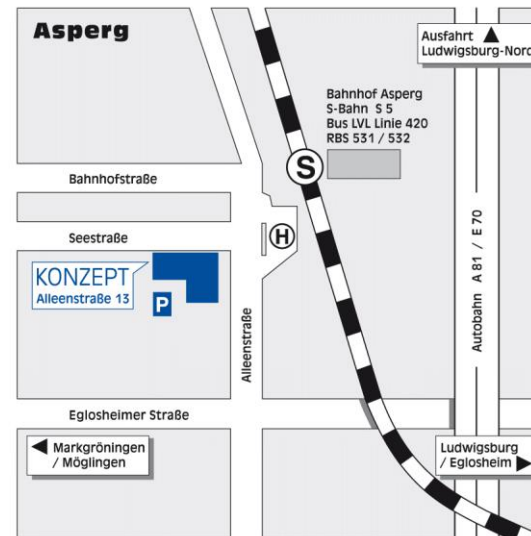 Asperg
Ausfahrt ▲
Ludwigsburg-Nord
Bahnhof Asperg
S-Bahn S 5
Bus LVL Linie 420
RBS 531 / 532
S
Bahnhofstraße
H
Seestraße
KONZEPT
Alleenstraße 13
P
Alleenstraße
Autobahn A 81 / E 70
Eglosheimer Straße
◀ Markgröningen
/ Möglingen
Ludwigsburg
/ Eglosheim ▶